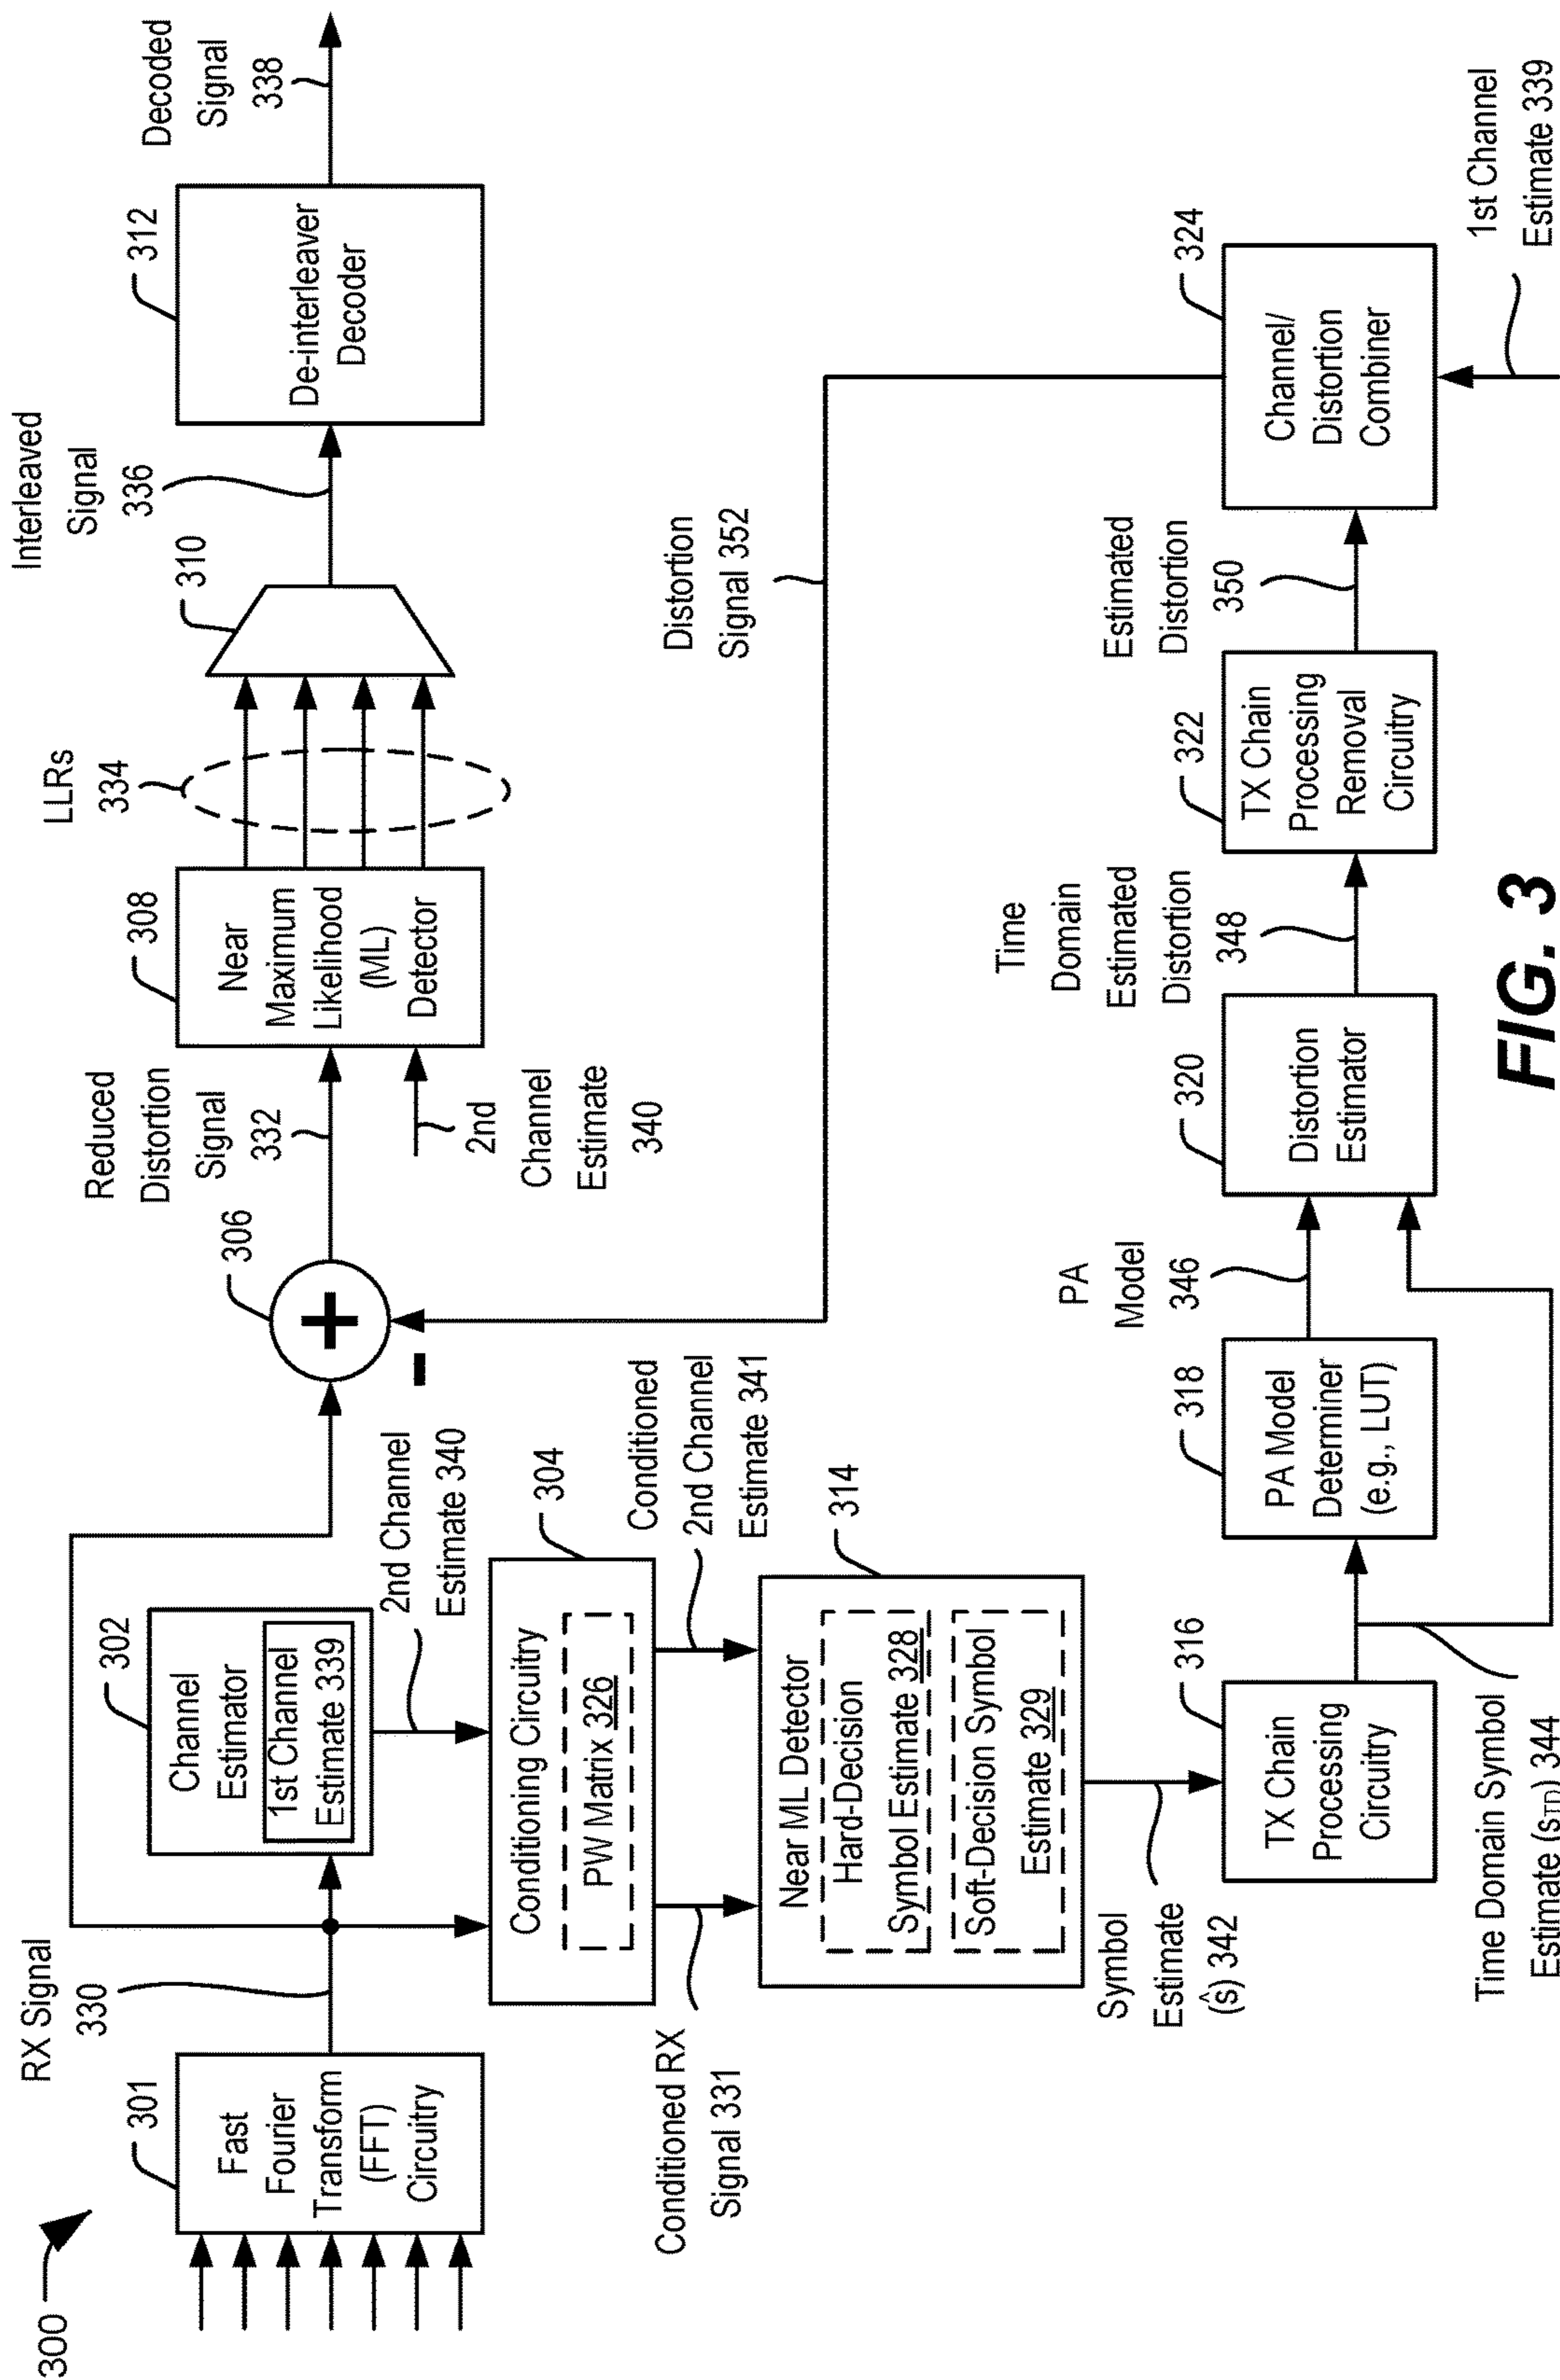 300
301
Fast
Fourier
Transform
(FFT)
Circuitry
RX Signal
330
302
Channel
Estimator
1st Channel
Estimate 339
2nd Channel
Estimate 340
304
Conditioning Circuitry
PW Matrix 326
Conditioned RX
Signal 331
Conditioned
2nd Channel
Estimate 341
314
Near ML Detector
Hard-Decision
Symbol Estimate 328
Soft-Decision Symbol
Estimate 329
306
+
-
Reduced
Distortion
Signal
332
2nd
Channel
Estimate
340
308
Near
Maximum
Likelihood
(ML)
Detector
LLRs
334
310
Interleaved
Signal
336
312
De-interleaver
Decoder
Decoded
Signal
338
Distortion
Signal 352
Symbol
Estimate
(ŝ) 342
316
TX Chain
Processing
Circuitry
Time Domain Symbol
Estimate (sTD) 344
318
PA Model
Determiner
(e.g., LUT)
PA
Model
346
320
Distortion
Estimator
Time
Domain
Estimated
Distortion
348
322
TX Chain
Processing
Removal
Circuitry
Estimated
Distortion
350
324
Channel/
Distortion
Combiner
1st Channel
Estimate 339
FIG. 3